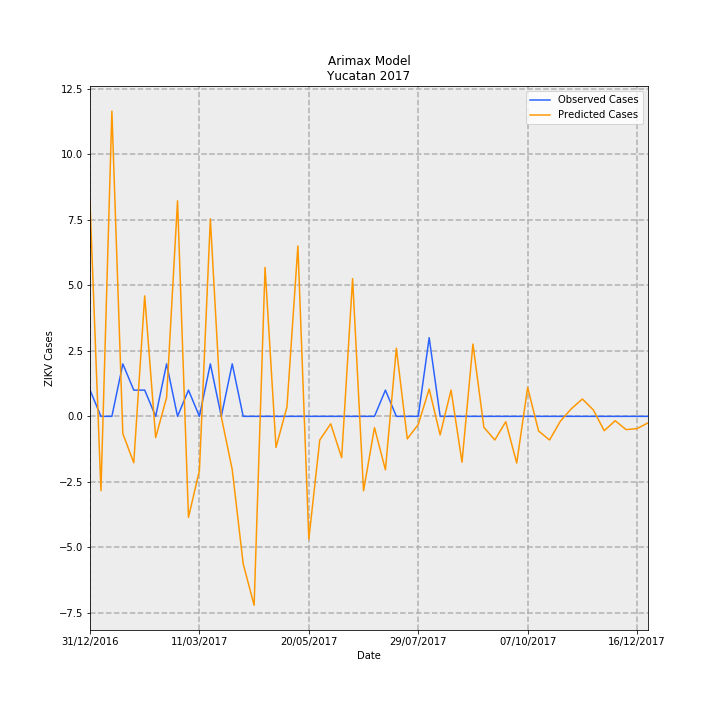 Arimax Model
Yucatan 2017
Observed Cases
Predicted Cases
12.5
10.0
7.5
5.0
2.5
0.0
−2.5
−5.0
−7.5
ZIKV Cases
31/12/2016 11/03/2017 20/05/2017 29/07/2017 07/10/2017 16/12/2017
Date